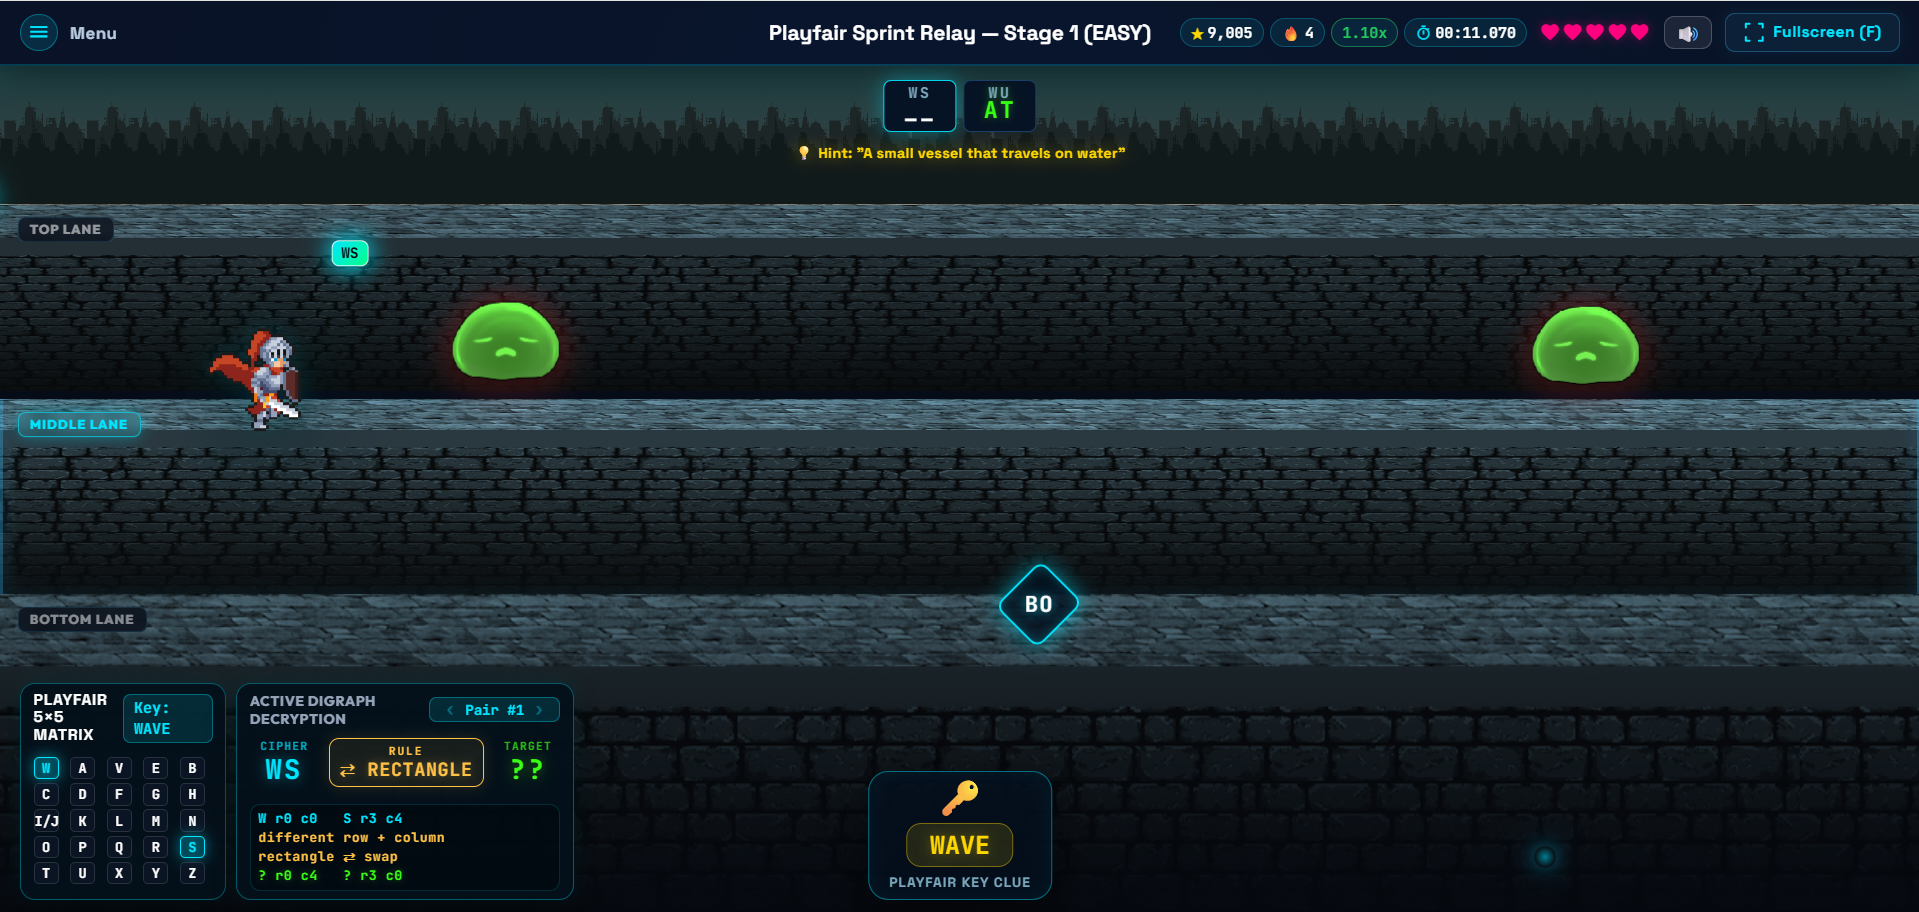 Menu
Playfair Sprint Relay — Stage 1 (EASY)
9,005
4
1.10x
00:11.070
Fullscreen (F)
WS
__
WU
AT
Hint: "A small vessel that travels on water"
TOP LANE
WS
MIDDLE LANE
BOTTOM LANE
BO
PLAYFAIR
5×5
MATRIX
Key:
WAVE
W A V E B
C D F G H
I/J K L M N
O P Q R S
T U X Y Z
ACTIVE DIGRAPH
DECRYPTION
‹ Pair #1 ›
CIPHER
WS
RULE
⇄ RECTANGLE
TARGET
??
W r0 c0 S r3 c4
different row + column
rectangle ⇄ swap
? r0 c4 ? r3 c0
WAVE
PLAYFAIR KEY CLUE